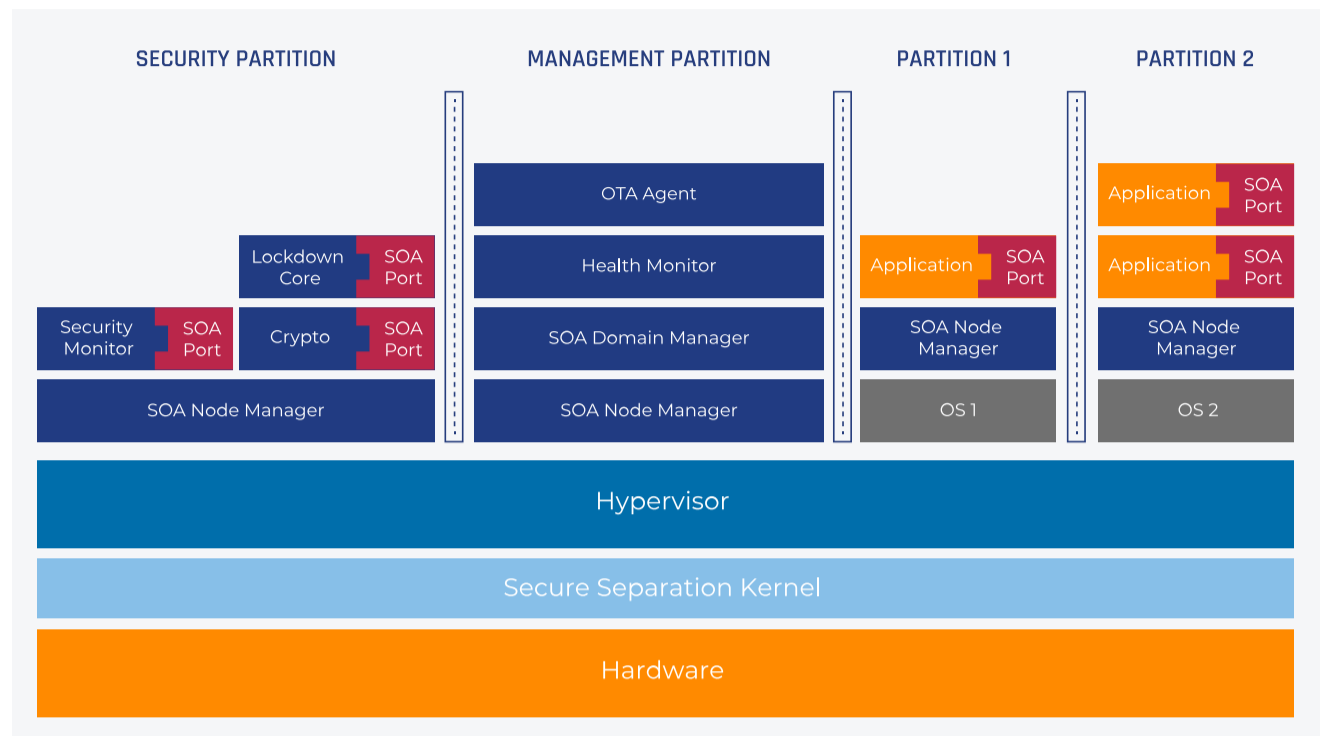 SECURITY PARTITION
MANAGEMENT PARTITION
PARTITION 1
PARTITION 2
OTA Agent
Application
SOA
Port
Lockdown
Core
SOA
Port
Health Monitor
Application
SOA
Port
Application
SOA
Port
Security
Monitor
SOA
Port
Crypto
SOA
Port
SOA Domain Manager
SOA Node
Manager
SOA Node
Manager
SOA Node Manager
SOA Node Manager
OS 1
OS 2
Hypervisor
Secure Separation Kernel
Hardware